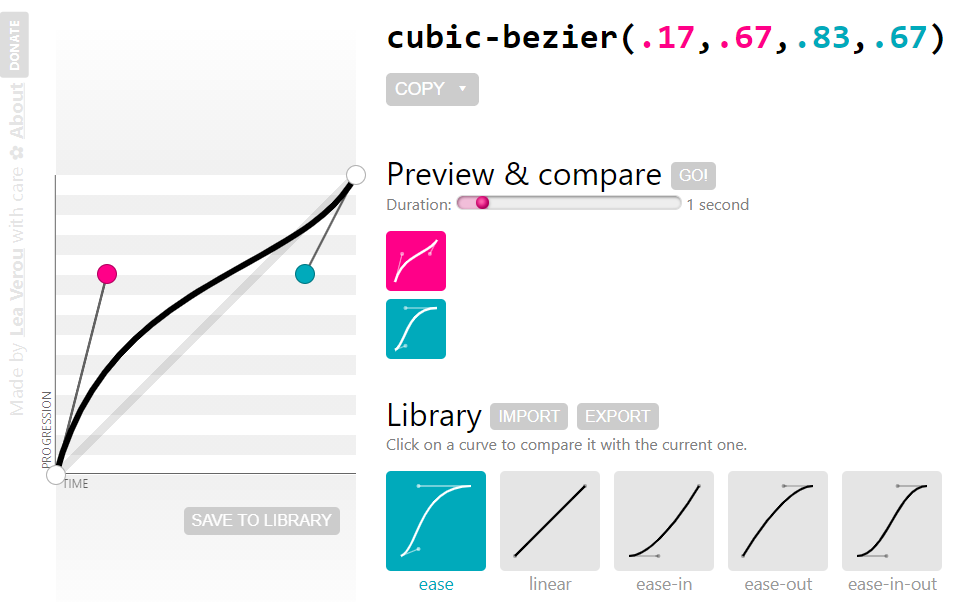 DONATE
Made by Lea Verou with care ✿ About
cubic-bezier(.17,.67,.83,.67)
COPY
Preview & compare GO!
Duration: 1 second
PROGRESSION
TIME
SAVE TO LIBRARY
Library IMPORT EXPORT
Click on a curve to compare it with the current one.
ease linear ease-in ease-out ease-in-out